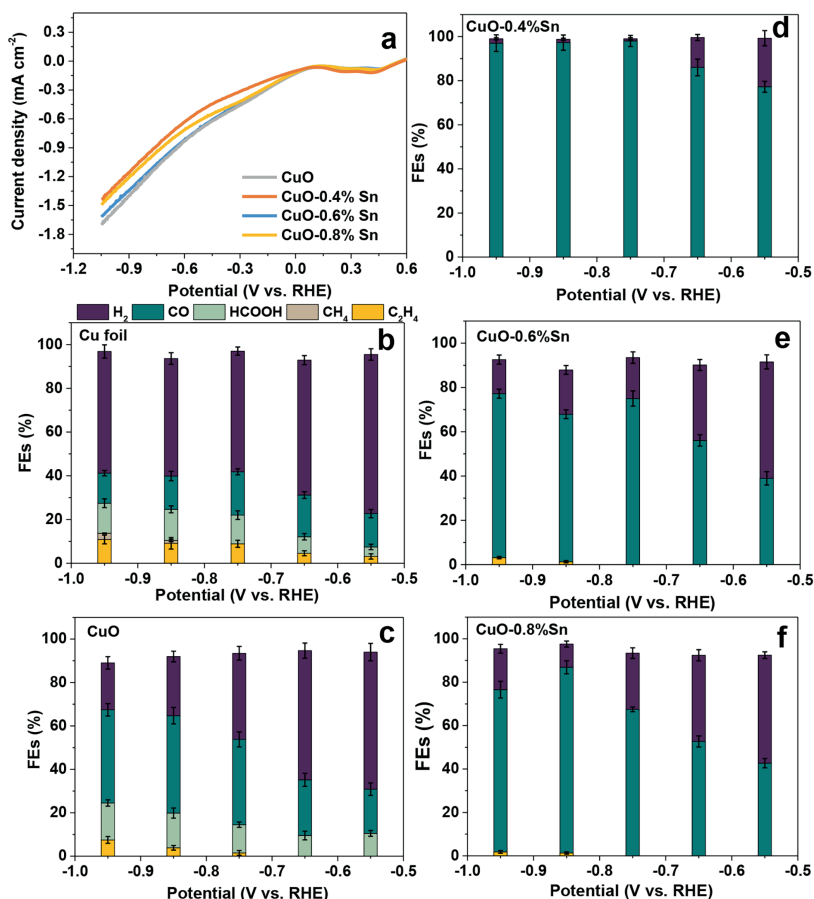 a
Current density (mA cm⁻²)
0.6
0.3
0.0
-0.3
-0.6
-0.9
-1.2
-1.5
-1.8
CuO
CuO-0.4% Sn
CuO-0.6% Sn
CuO-0.8% Sn
-1.2 -0.9 -0.6 -0.3 0.0 0.3 0.6
Potential (V vs. RHE)
CuO-0.4%Sn
d
FEs (%)
100
80
60
40
20
0
-1.0 -0.9 -0.8 -0.7 -0.6 -0.5
Potential (V vs. RHE)
H₂ CO HCOOH CH₄ C₂H₄
Cu foil
b
FEs (%)
100
80
60
40
20
0
-1.0 -0.9 -0.8 -0.7 -0.6 -0.5
Potential (V vs. RHE)
CuO-0.6%Sn
e
FEs (%)
100
80
60
40
20
0
-1.0 -0.9 -0.8 -0.7 -0.6 -0.5
Potential (V vs. RHE)
CuO
c
FEs (%)
100
80
60
40
20
0
-1.0 -0.9 -0.8 -0.7 -0.6 -0.5
Potential (V vs. RHE)
CuO-0.8%Sn
f
FEs (%)
100
80
60
40
20
0
-1.0 -0.9 -0.8 -0.7 -0.6 -0.5
Potential (V vs. RHE)